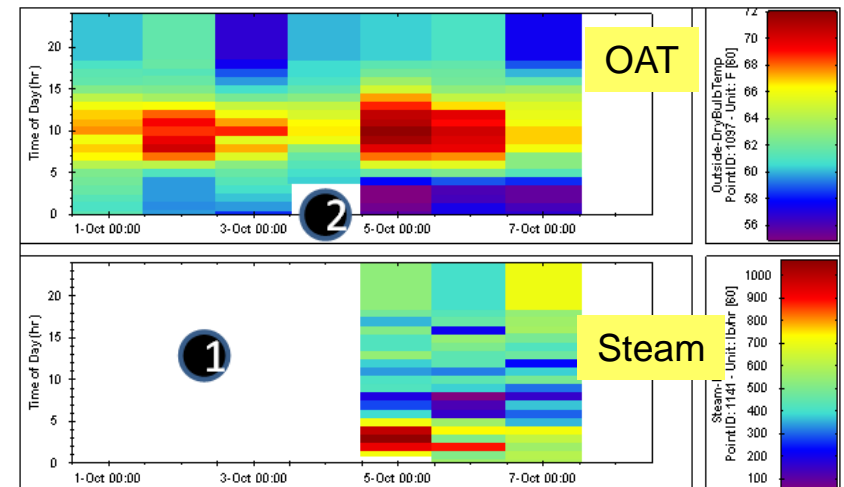 20
15
10
5
0
Time of Day (hr)
1-Oct 00:00
3-Oct 00:00
5-Oct 00:00
7-Oct 00:00
2
OAT
72
70
68
66
64
62
60
58
56
Outside-DryBulbTemp
PointID: 1097 - Unit: F [60]
20
15
10
5
0
Time of Day (hr)
1-Oct 00:00
3-Oct 00:00
5-Oct 00:00
7-Oct 00:00
1
Steam
1000
900
800
700
600
500
400
300
200
100
Steam-
PointID: 1141 - Unit: lb/hr [60]